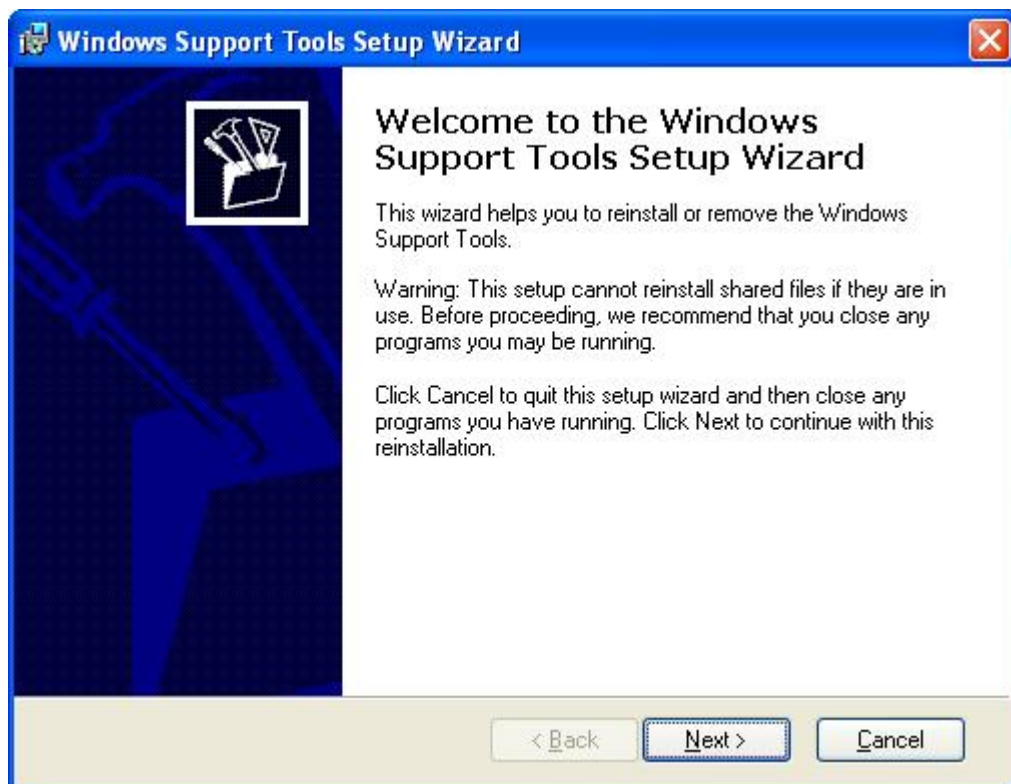 Windows Support Tools Setup Wizard
Welcome to the Windows
Support Tools Setup Wizard
This wizard helps you to reinstall or remove the Windows
Support Tools.
Warning: This setup cannot reinstall shared files if they are in
use. Before proceeding, we recommend that you close any
programs you may be running.
Click Cancel to quit this setup wizard and then close any
programs you have running. Click Next to continue with this
reinstallation.
< Back Next > Cancel